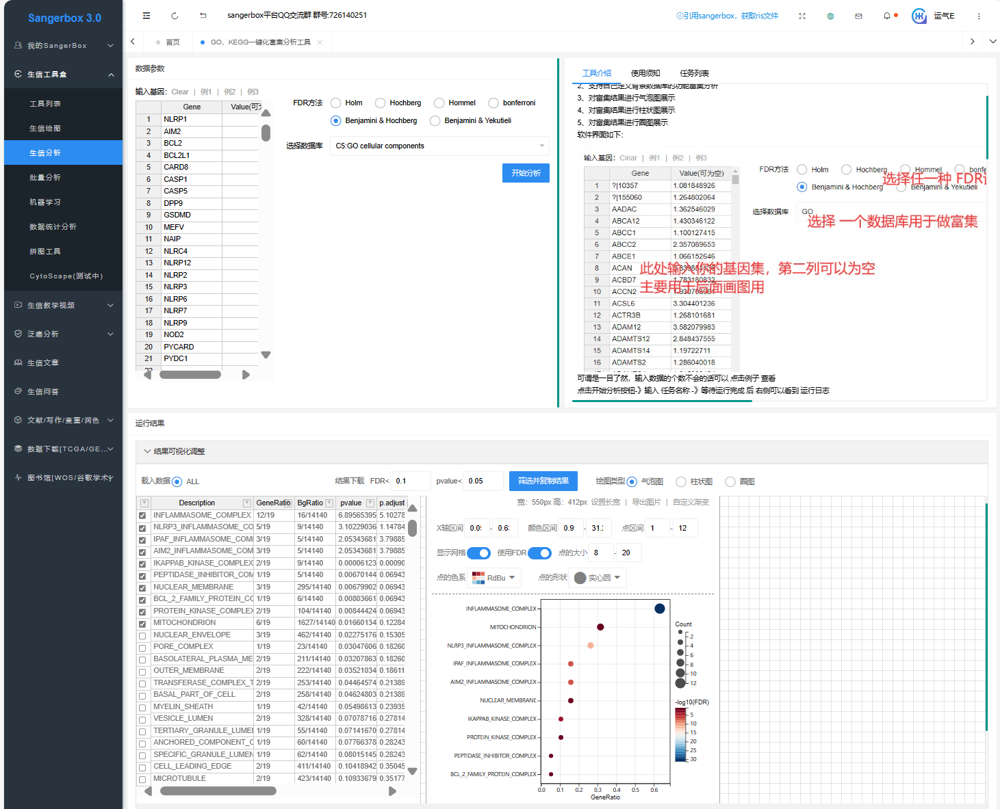 Sangerbox 3.0
我的SangerBox
生信工具盒
工具列表
生信绘图
生信分析
批量分析
机器学习
数据统计分析
拼图工具
CytoScape(测试中)
生信教学视频
泛癌分析
生信文章
生信问答
文献/写作/查重/润色
数据下载[TCGA/GE...
图书馆[WOS/谷歌学术]
sangerbox平台QQ交流群 群号:726140251
引用sangerbox，获取ris文件
运气E
首页
GO、KEGG一键化富集分析工具
数据参数
输入基因: Clear | 例1 | 例2 | 例3
Gene Value(可为
1 NLRP1
2 AIM2
3 BCL2
4 BCL2L1
5 CARD8
6 CASP1
7 CASP5
8 DPP9
9 GSDMD
10 MEFV
11 NAIP
12 NLRC4
13 NLRP12
14 NLRP2
15 NLRP3
16 NLRP6
17 NLRP7
18 NLRP9
19 NOD2
20 PYCARD
21 PYDC1
22
FDR方法 Holm Hochberg Hommel bonferroni
Benjamini & Hochberg Benjamini & Yekutieli
选择数据库 C5:GO cellular components
开始分析
工具介绍 使用须知 任务列表
2、支持自己定义背景数据库的功能富集分析
3、对富集结果进行气泡图展示
4、对富集结果进行柱状图展示
5、对富集结果进行圈图展示
软件界面如下:
输入基因: Clear | 例1 | 例2 | 例3
Gene Value(可为空)
1 ?|10357 1.081848926
2 ?|155060 1.264802064
3 AADAC 1.362546029
4 ABCA12 1.430346122
5 ABCC1 1.100127415
6 ABCC2 2.357089653
7 ABCE1 1.066152646
8 ACAN
9 ACBD7 1.783180832
10 ACCN2
11 ACSL6 3.304401236
12 ACTR3B 1.268101681
13 ADAM12 3.582079983
14 ADAMTS12 2.848437555
15 ADAMTS14 1.19722711
16 ADAMTS2 1.286040018
FDR方法 Holm Hochberg Hommel bonfe
Benjamini & Hochberg Benjamini & Yekutieli
选择任一种 FDR
选择数据库 GO
选择 一个数据库用于做富集
此处输入你的基因集，第二列可以为空
主要用于后面画图用
可谓是一目了然，输入数据的个数不会的话可以 点击例子 查看
点击开始分析按钮-》输入 任务名称 -》等待运行完成 后 右侧可以看到 运行日志
运行结果
结果可视化调整
载入数据 ALL 结果下载 FDR< 0.1 pvalue< 0.05 筛选并复制结果 绘图类型 气泡图 柱状图 圈图
Description GeneRatio BgRatio pvalue p.adjust
INFLAMMASOME_COMPLEX 12/19 16/14140 6.89565395 5.10278
NLRP3_INFLAMMASOME_CO 5/19 9/14140 3.10229036 1.14784
IPAF_INFLAMMASOME_COMI 3/19 5/14140 2.05343681 3.79885
AIM2_INFLAMMASOME_COM 3/19 5/14140 2.05343681 3.79885
IKAPPAB_KINASE_COMPLEX 2/19 9/14140 0.00006123 0.00090
PEPTIDASE_INHIBITOR_COM 1/19 5/14140 0.00670144 0.06943
NUCLEAR_MEMBRANE 3/19 295/14140 0.00679902 0.06943
BCL_2_FAMILY_PROTEIN_CC 1/19 6/14140 0.00803661 0.06943
PROTEIN_KINASE_COMPLEX 2/19 104/14140 0.00844424 0.06943
MITOCHONDRION 6/19 1627/14140 0.01660134 0.12284
NUCLEAR_ENVELOPE 3/19 462/14140 0.02275176 0.15305
PORE_COMPLEX 1/19 23/14140 0.03047606 0.18260
BASOLATERAL_PLASMA_ME 2/19 211/14140 0.03207863 0.18260
OUTER_MEMBRANE 2/19 222/14140 0.03521034 0.18611
TRANSFERASE_COMPLEX_T 2/19 253/14140 0.04464574 0.21389
BASAL_PART_OF_CELL 2/19 258/14140 0.04624803 0.21389
MYELIN_SHEATH 1/19 42/14140 0.05498613 0.23935
VESICLE_LUMEN 2/19 328/14140 0.07078716 0.27814
TERTIARY_GRANULE_LUMEI 1/19 55/14140 0.07141670 0.27814
ANCHORED_COMPONENT_C 1/19 60/14140 0.07766378 0.28243
SPECIFIC_GRANULE_LUMEN 1/19 62/14140 0.08015145 0.28243
CELL_LEADING_EDGE 2/19 411/14140 0.10418942 0.35045
MICROTUBULE 2/19 423/14140 0.10933679 0.35177
宽: 550px 高: 412px 设置长宽 | 导出图片 | 自定义渐变
X轴区间 0.0 - 0.6 颜色区间 0.9 - 31. 点区间 1 - 12
显示网格 使用FDR 点的大小 8 - 20
点的色系 RdBu 点的形状 实心圆
INFLAMMASOME_COMPLEX
MITOCHONDRION
NLRP3_INFLAMMASOME_COMPLEX
IPAF_INFLAMMASOME_COMPLEX
AIM2_INFLAMMASOME_COMPLEX
NUCLEAR_MEMBRANE
IKAPPAB_KINASE_COMPLEX
PROTEIN_KINASE_COMPLEX
PEPTIDASE_INHIBITOR_COMPLEX
BCL_2_FAMILY_PROTEIN_COMPLEX
0.0 0.1 0.2 0.3 0.4 0.5 0.6
GeneRatio
Count
2
4
6
8
10
12
-log10(FDR)
5
10
15
20
25
30